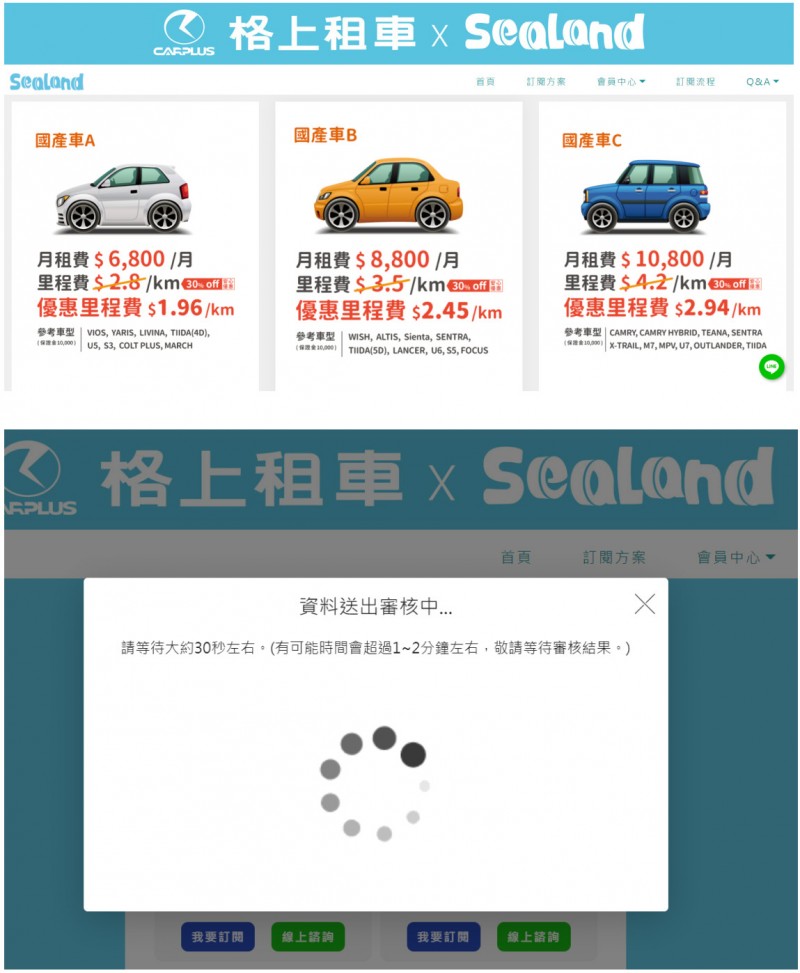 CARPLUS 格上租車 X SeaLand
SeaLand 首頁 訂閱方案 會員中心 訂閱流程 Q&A
國產車A
月租費 $ 6,800 /月
里程費 $ 2.8 /km 30% off
優惠里程費 $1.96/km
參考車型 VIOS, YARIS, LIVINA, TIIDA(4D),
(保證金10,000) U5, S3, COLT PLUS, MARCH
國產車B
月租費 $ 8,800 /月
里程費 $ 3.5 /km 30% off
優惠里程費 $2.45/km
參考車型 WISH, ALTIS, Sienta, SENTRA,
(保證金10,000) TIIDA(5D), LANCER, U6, S5, FOCUS
國產車C
月租費 $ 10,800 /月
里程費 $ 4.2 /km 30% off
優惠里程費 $2.94/km
參考車型 CAMRY, CAMRY HYBRID, TEANA, SENTRA
(保證金10,000) X-TRAIL, M7, MPV, U7, OUTLANDER, TIIDA
LINE
ARPLUS 格上租車 X SeaLand
首頁 訂閱方案 會員中心
資料送出審核中...
請等待大約30秒左右。(有可能時間會超過1~2分鐘左右，敬請等待審核結果。)
我要訂閱 線上諮詢 我要訂閱 線上諮詢